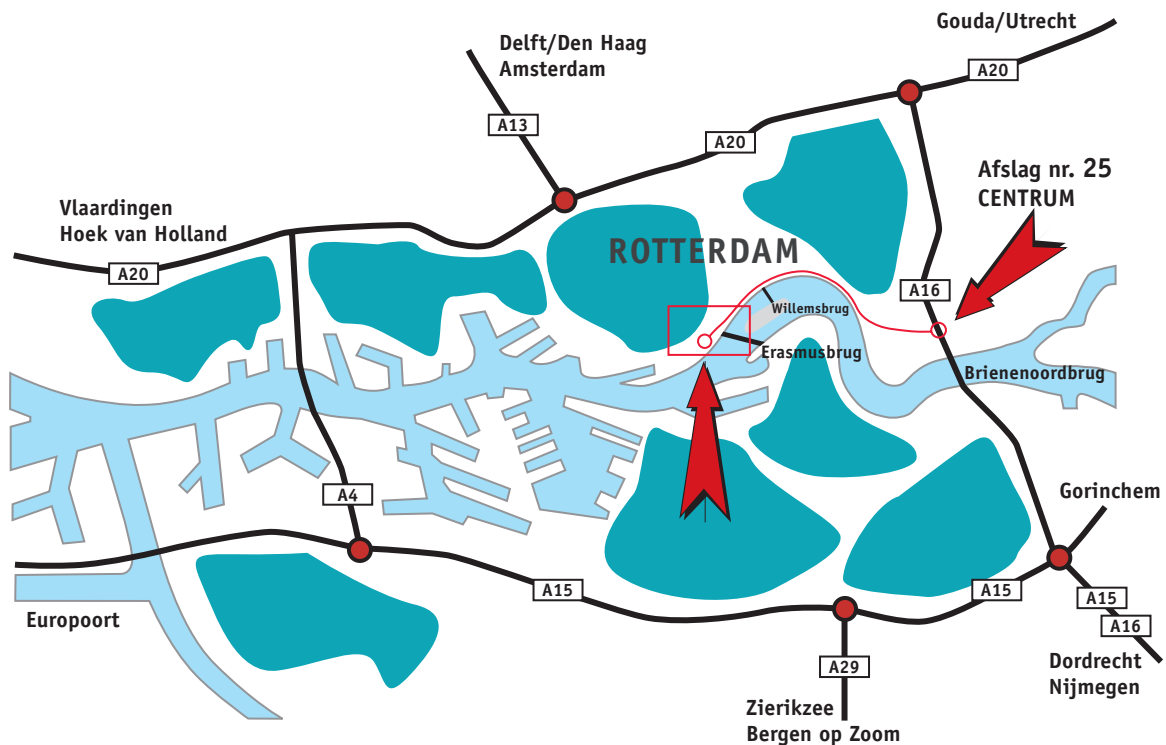 Gouda/Utrecht
Delft/Den Haag
Amsterdam
A20
A13
A20
Afslag nr. 25
CENTRUM
Vlaardingen
Hoek van Holland
ROTTERDAM
A20
A16
Willemsbrug
Erasmusbrug
Brienenoordbrug
A4
Gorinchem
A15
A15
A15
Europoort
A16
A29
Dordrecht
Nijmegen
Zierikzee
Bergen op Zoom